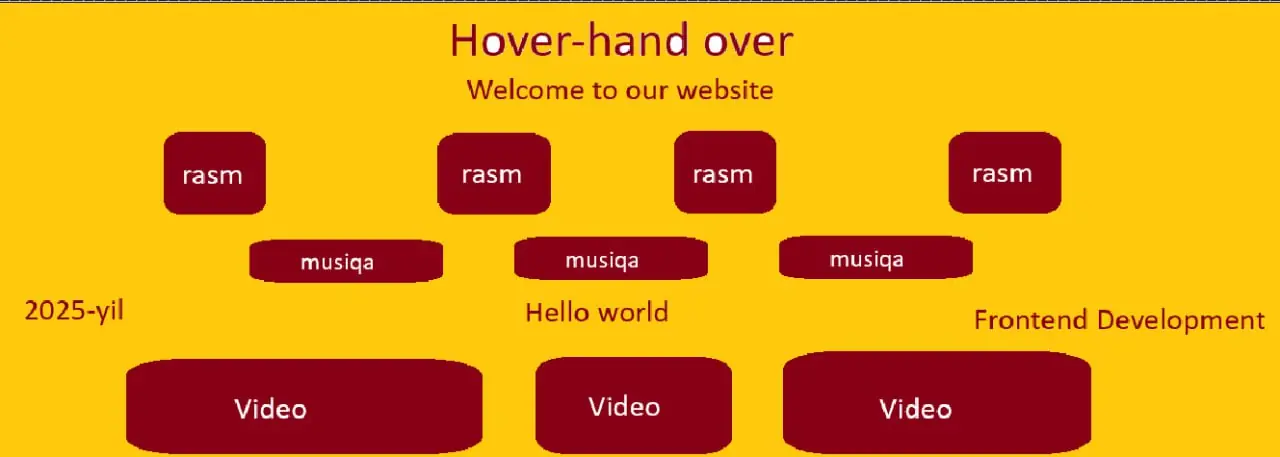 Hover-hand over
Welcome to our website
rasm rasm rasm rasm
musiqa musiqa musiqa
2025-yil Hello world Frontend Development
Video Video Video